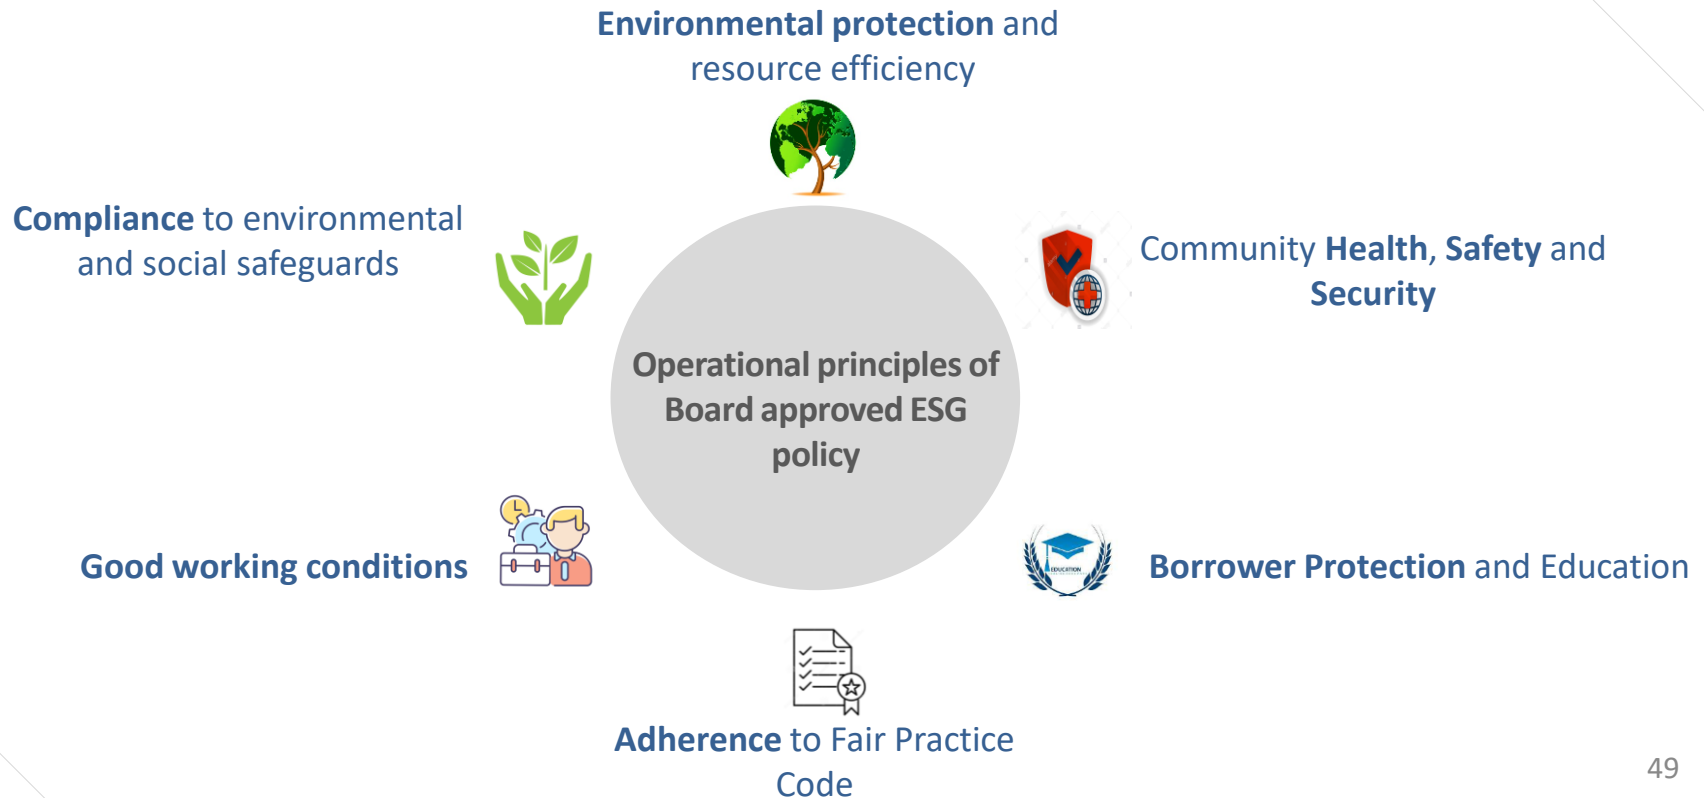 Environmental protection and
resource efficiency
Compliance to environmental
and social safeguards
Community Health, Safety and
Security
Operational principles of
Board approved ESG
policy
Good working conditions
EDUCATION
Borrower Protection and Education
Adherence to Fair Practice
Code
49